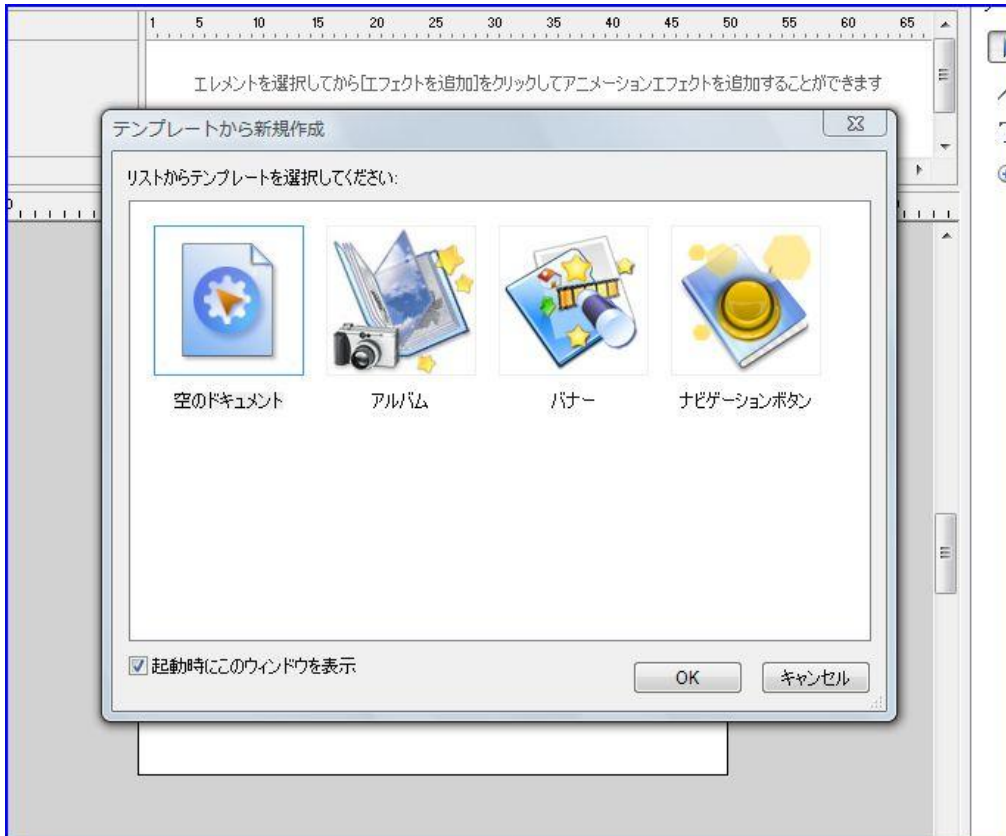 1 5 10 15 20 25 30 35 40 45 50 55 60 65
エレメントを選択してから[エフェクトを追加]をクリックしてアニメーションエフェクトを追加することができます
テンプレートから新規作成
リストからテンプレートを選択してください:
空のドキュメント アルバム バナー ナビゲーションボタン
起動時にこのウィンドウを表示
OK キャンセル